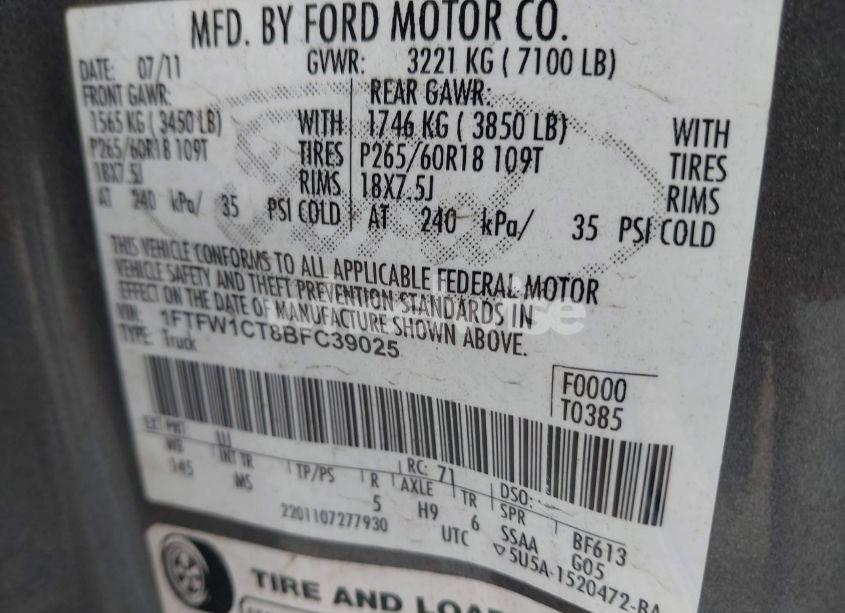 MFD. BY FORD MOTOR CO.
DATE: 07/11 GVWR: 3221 KG ( 7100 LB)
FRONT GAWR: REAR GAWR:
1565 KG ( 3450 LB) WITH 1746 KG ( 3850 LB) WITH
P265/60R18 109T TIRES P265/60R18 109T TIRES
18X7.5J RIMS 18X7.5J RIMS
AT 240 kPa/ 35 PSI COLD AT 240 kPa/ 35 PSI COLD
THIS VEHICLE CONFORMS TO ALL APPLICABLE FEDERAL MOTOR
VEHICLE SAFETY AND THEFT PREVENTION STANDARDS IN
EFFECT ON THE DATE OF MANUFACTURE SHOWN ABOVE.
VIN: 1FTFW1CT8BFC39025
TYPE: Truck
F0000
T0385
EXT PNT: UJ RC: 71 DSO:
WB INT TR TP/PS R AXLE TR SPR BF613
145 MS 5 H9 6 SSAA G05
2201107277930 UTC ▽5U5A-1520472-BA
TIRE AND